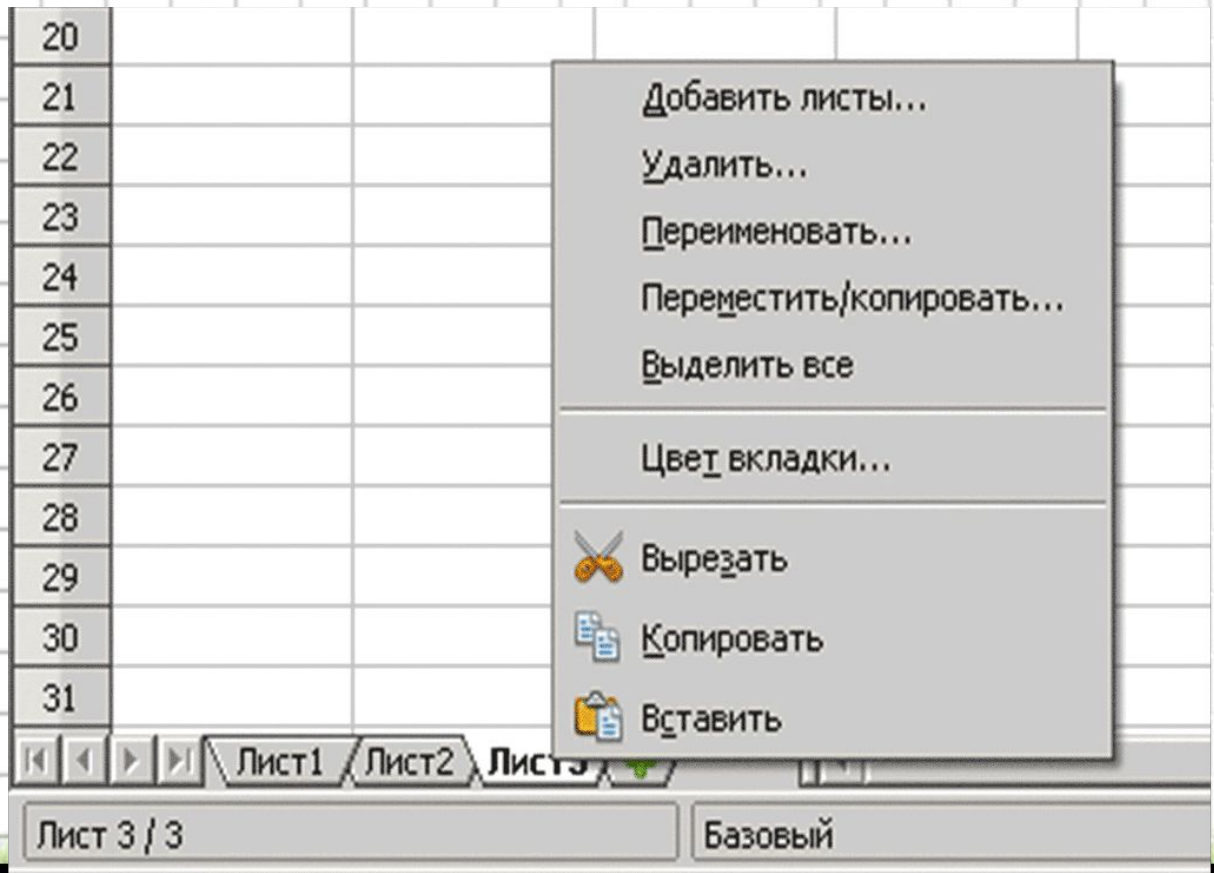 20
21
22
23
24
25
26
27
28
29
30
31
Добавить листы...
Удалить...
Переименовать...
Переместить/копировать...
Выделить все
Цвет вкладки...
Вырезать
Копировать
Вставить
Лист1 Лист2 Лист3
Лист 3 / 3 Базовый